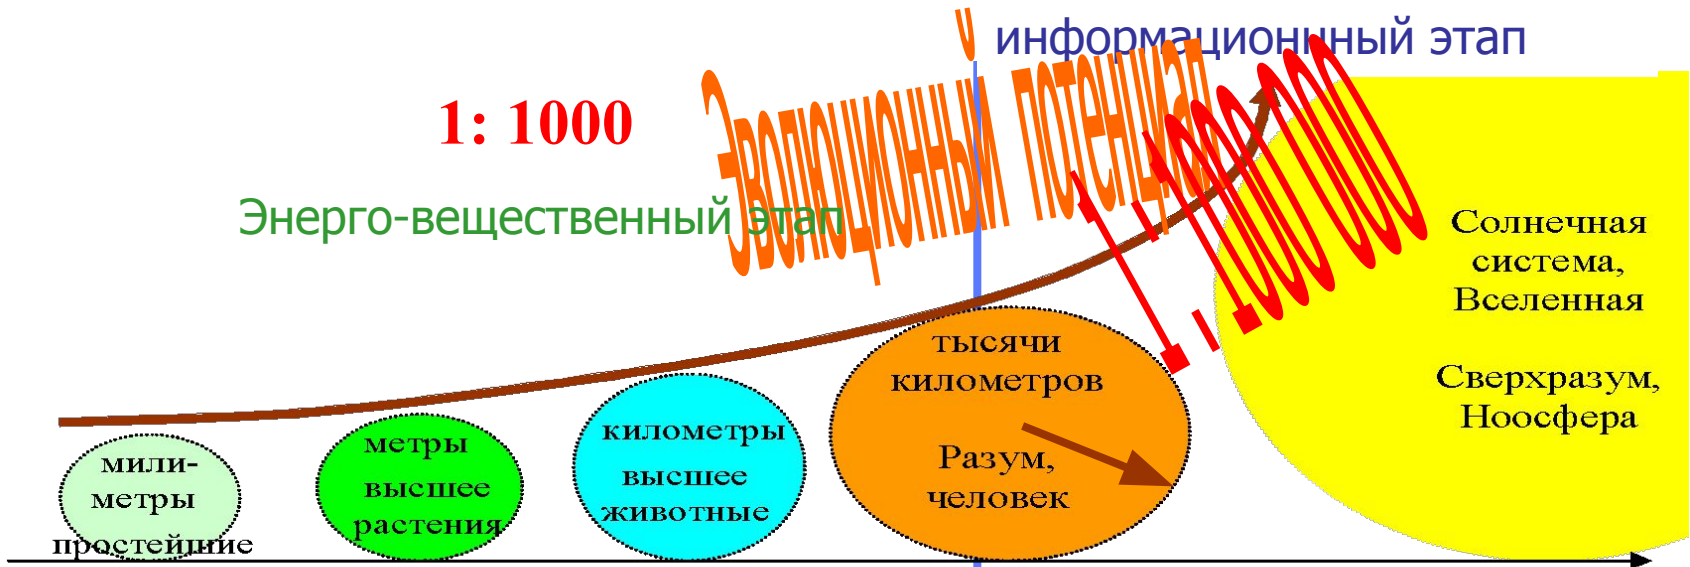 информационнный этап
1: 1000
Эволюционный потенциал
1 : 1000 000
Энерго-вещественный этап
мили-
метры
простейшие
метры
высшее
растения
километры
высшее
животные
тысячи
километров
Разум,
человек
Солнечная
система,
Вселенная
Сверхразум,
Ноосфера